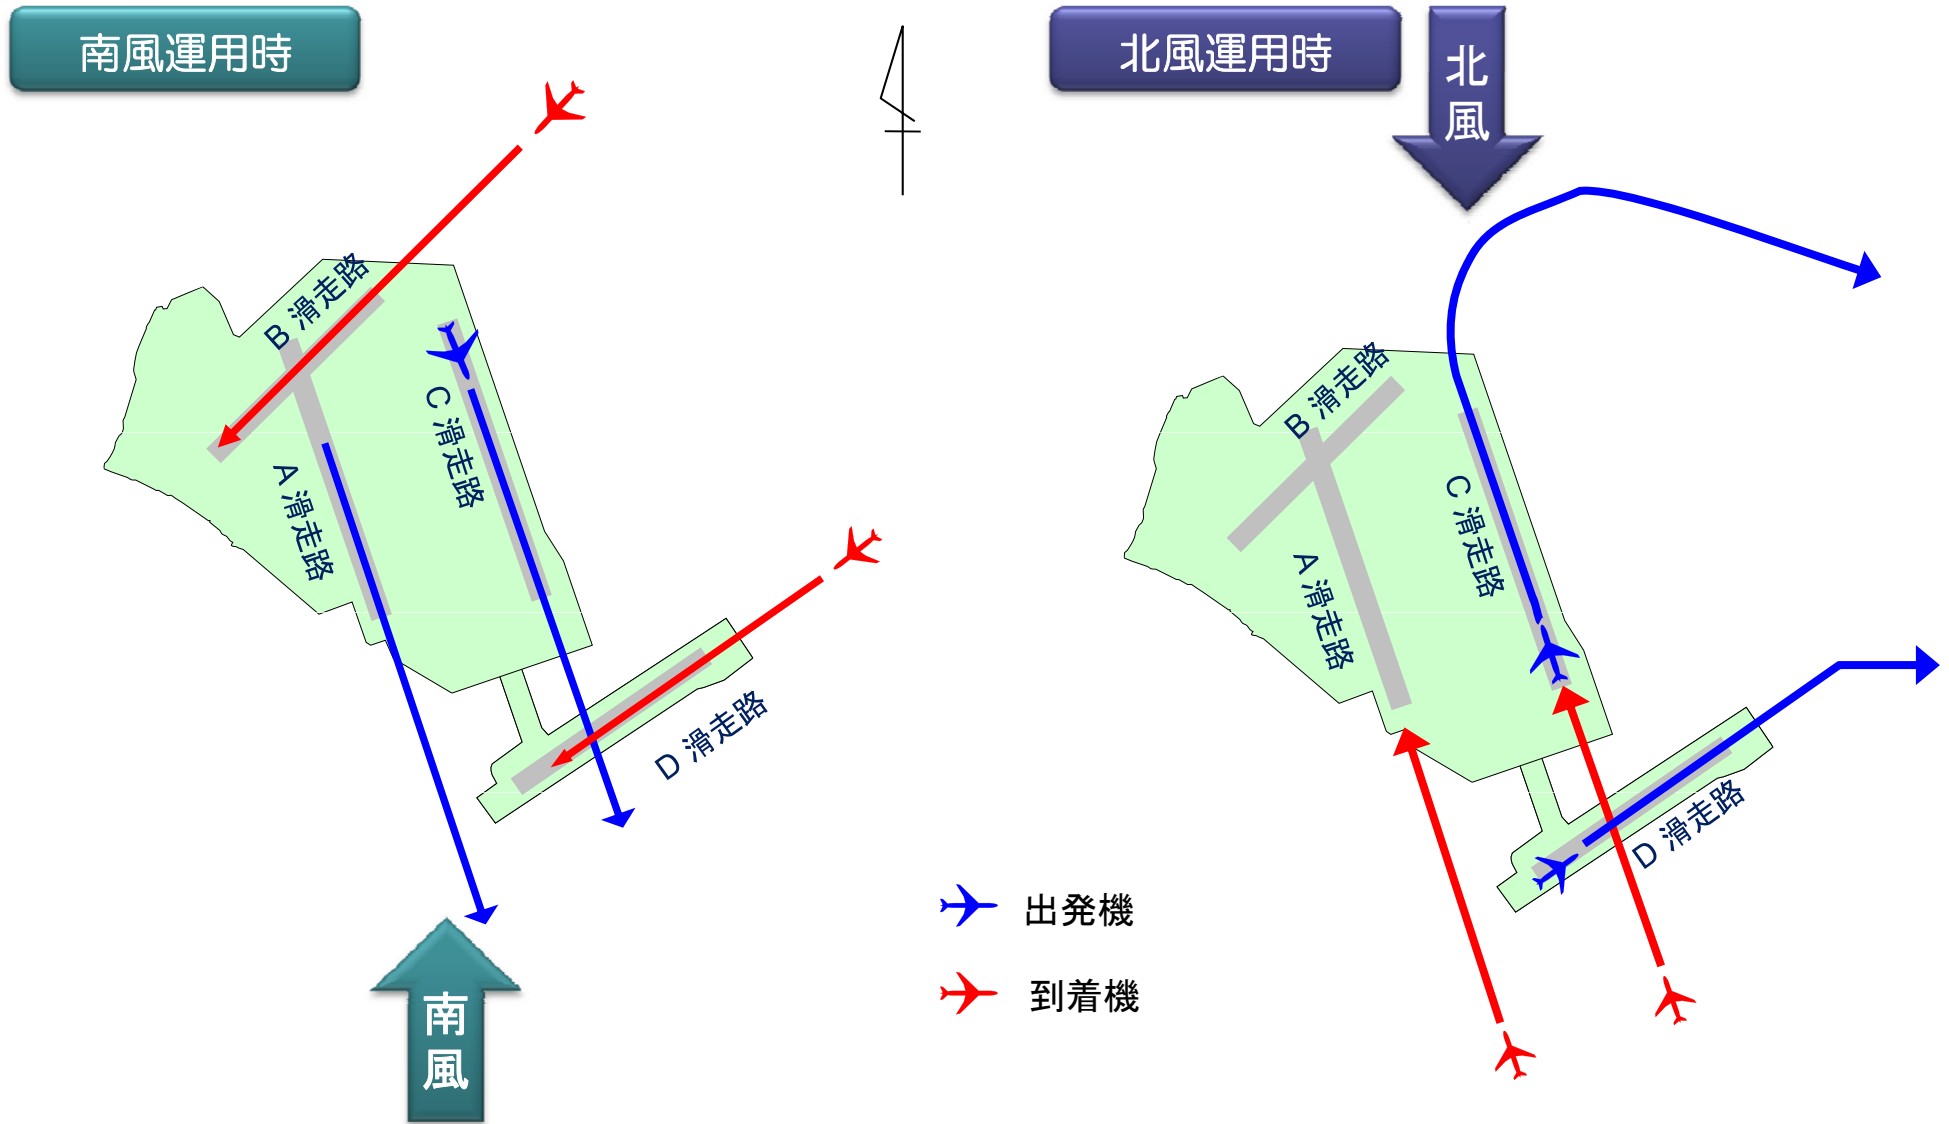 南風運用時
B 滑走路
C 滑走路
A 滑走路
D 滑走路
南
風
北風運用時
北
風
B 滑走路
C 滑走路
A 滑走路
D 滑走路
出発機
到着機